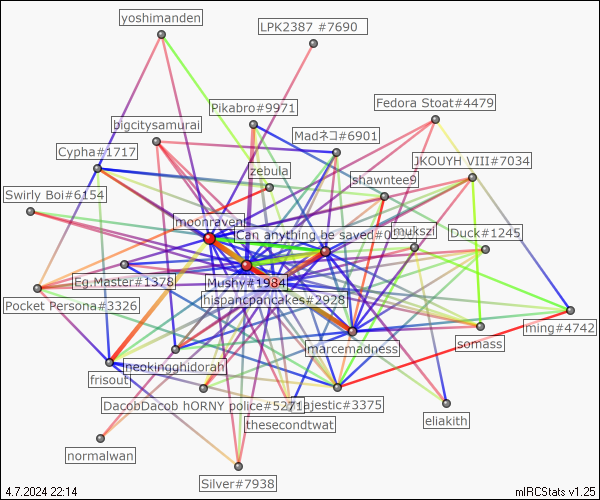 yoshimanden
LPK2387 #7690
Pikabro#9971
Fedora Stoat#4479
bigcitysamurai
Madネコ#6901
Cypha#1717
JKOUYH VIII#7034
zebula
shawntee9
Swirly Boi#6154
moonraven
Can anything be saved#0
mukszi
Duck#1245
Eg.Master#1378
Mushy#1984
hispancpancakes#2928
Pocket Persona#3326
ming#4742
somass
marcemadness
neokingghidorah
frisout
DacobDacob hORNY police#5271
majestic#3375
eliakith
thesecondtwat
normalwan
Silver#7938
4.7.2024 22:14
mIRCStats v1.25